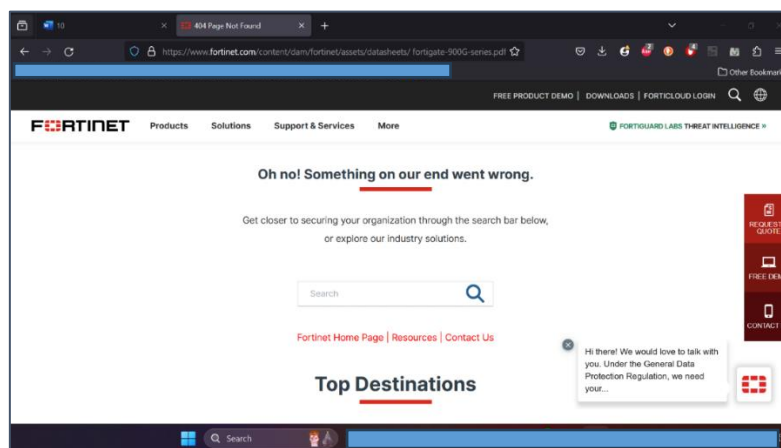 10
404 Page Not Found
https://www.fortinet.com/content/dam/fortinet/assets/datasheets/ fortigate-900G-series.pdf
Other Bookmar
FREE PRODUCT DEMO | DOWNLOADS | FORTICLOUD LOGIN
FORTINET
Products Solutions Support & Services More
FORTIGUARD LABS THREAT INTELLIGENCE »
Oh no! Something on our end went wrong.
Get closer to securing your organization through the search bar below,
or explore our industry solutions.
REQUEST
QUOTE
Search
FREE DEM
CONTACT
Fortinet Home Page | Resources | Contact Us
Hi there! We would love to talk with
you. Under the General Data
Protection Regulation, we need
your...
Top Destinations
Search